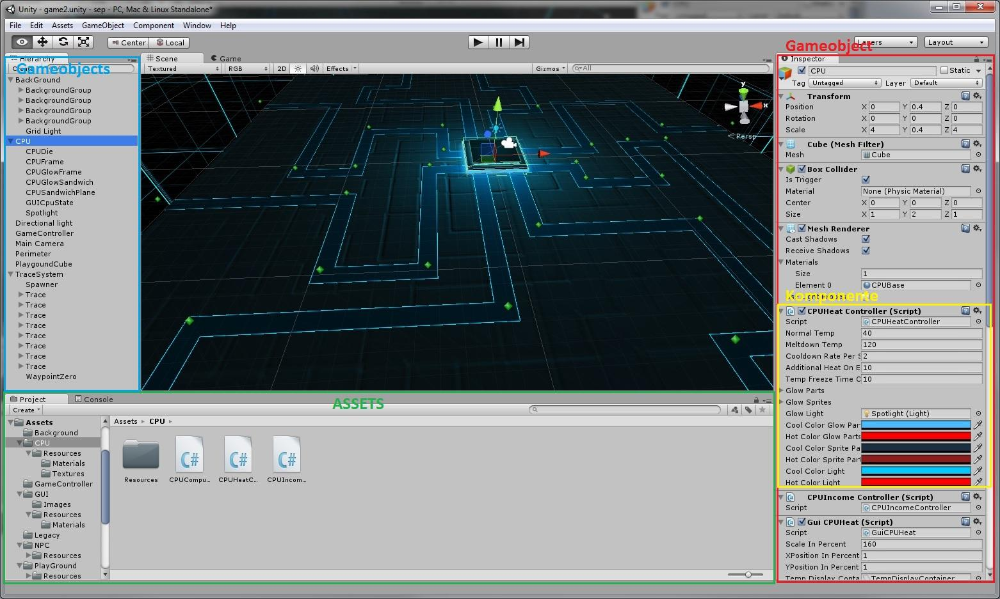 Unity - game2.unity - sep - PC, Mac & Linux Standalone*
File Edit Assets GameObject Component Window Help
Center Local
Layers Layout
Gameobject
Hierarchy
Gameobjects
BackGround
BackgroundGroup
BackgroundGroup
BackgroundGroup
BackgroundGroup
Grid Light
CPU
CPUDie
CPUFrame
CPUGlowFrame
CPUGlowSandwich
CPUSandwichPlane
GUICpuState
Spotlight
Directional light
GameController
Main Camera
Perimeter
PlaygoundCube
TraceSystem
Spawner
Trace
Trace
Trace
Trace
Trace
Trace
Trace
Trace
WaypointZero
Scene Game
Textured RGB 2D Effects Gizmos All
y
x
Persp
Inspector
CPU Static
Tag Untagged Layer Default
Transform
Position X 0 Y 0.4 Z 0
Rotation X 0 Y 0 Z 0
Scale X 4 Y 0.4 Z 4
Cube (Mesh Filter)
Mesh Cube
Box Collider
Is Trigger
Material None (Physic Material)
Center X 0 Y 0 Z 0
Size X 1 Y 2 Z 1
Mesh Renderer
Cast Shadows
Receive Shadows
Materials
Size 1
Element 0 CPUBase
Komponente
CPUHeat Controller (Script)
Script CPUHeatController
Normal Temp 40
Meltdown Temp 120
Cooldown Rate Per S 2
Additional Heat On E 10
Temp Freeze Time O 10
Glow Parts
Glow Sprites
Glow Light Spotlight (Light)
Cool Color Glow Par
Hot Color Glow Parts
Cool Color Sprite Pa
Hot Color Sprite Part
Cool Color Light
Hot Color Light
CPUIncome Controller (Script)
Script CPUIncomeController
Gui CPUHeat (Script)
Script GuiCPUHeat
Scale In Percent 160
XPosition In Percent 1
YPosition In Percent 1
Temp Display Conta TempDisplayContainer
Project Console
ASSETS
Create
Assets
Background
CPU
Resources
Materials
Textures
GameController
GUI
Images
Resources
Materials
Legacy
NPC
Resources
PlayGround
Resources
Assets CPU
C# C# C#
Resources CPUCompu... CPUHeatC... CPUIncom...